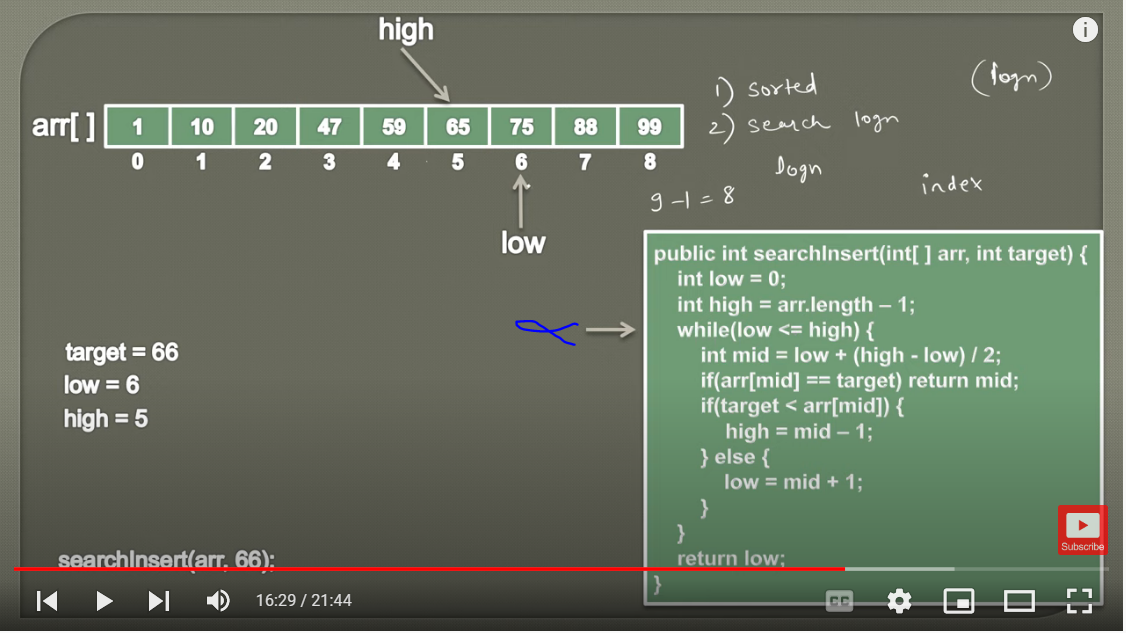 high
arr[ ] 1 10 20 47 59 65 75 88 99
0 1 2 3 4 5 6 7 8
low
1) sorted
2) search logn
logn
(logn)
9 -1 = 8
index
target = 66
low = 6
high = 5
searchInsert(arr, 66);
public int searchInsert(int[ ] arr, int target) {
int low = 0;
int high = arr.length – 1;
while(low <= high) {
int mid = low + (high - low) / 2;
if(arr[mid] == target) return mid;
if(target < arr[mid]) {
high = mid – 1;
} else {
low = mid + 1;
}
}
return low;
}
Subscribe
16:29 / 21:44
CC
i